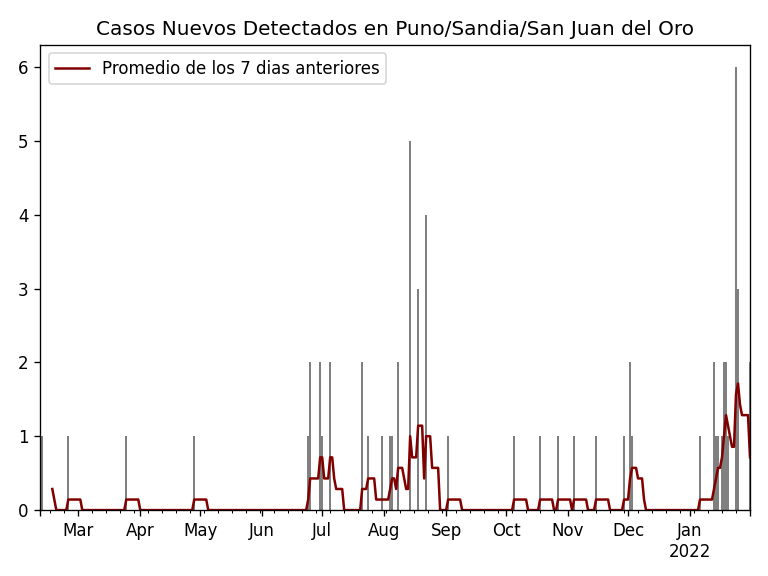 Casos Nuevos Detectados en Puno/Sandia/San Juan del Oro
Promedio de los 7 dias anteriores
6
5
4
3
2
1
0
Mar Apr May Jun Jul Aug Sep Oct Nov Dec Jan
2022